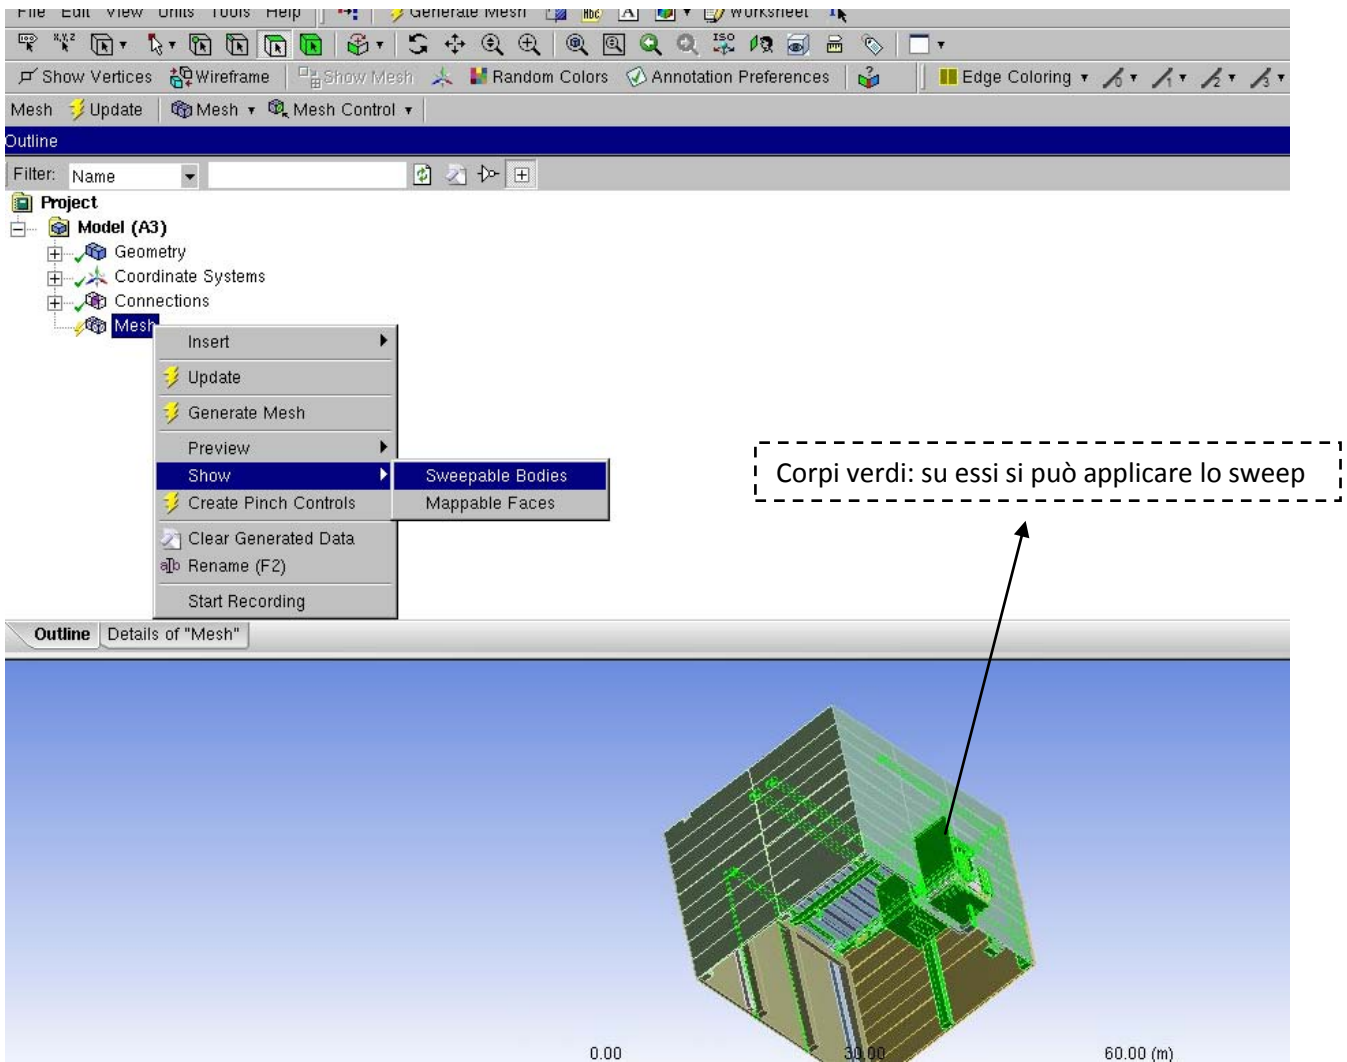 File Edit View Units Tools Help Generate Mesh Worksheet
ISO
Show Vertices Wireframe Show Mesh Random Colors Annotation Preferences Edge Coloring
Mesh Update Mesh Mesh Control
Outline
Filter: Name
Project
Model (A3)
Geometry
Coordinate Systems
Connections
Mesh
Insert
Update
Generate Mesh
Preview
Show
Sweepable Bodies
Create Pinch Controls
Mappable Faces
Clear Generated Data
Rename (F2)
Start Recording
Corpi verdi: su essi si può applicare lo sweep
Outline Details of "Mesh"
0.00 30.00 60.00 (m)